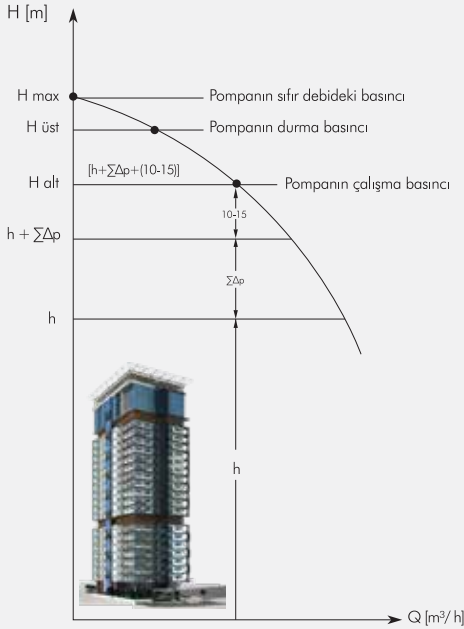 H [m]
H max
Pompanın sıfır debideki basıncı
H üst
Pompanın durma basıncı
[h+∑Δp+(10-15)]
H alt
Pompanın çalışma basıncı
10-15
h + ∑Δp
∑Δp
h
h
Q [m³/ h]